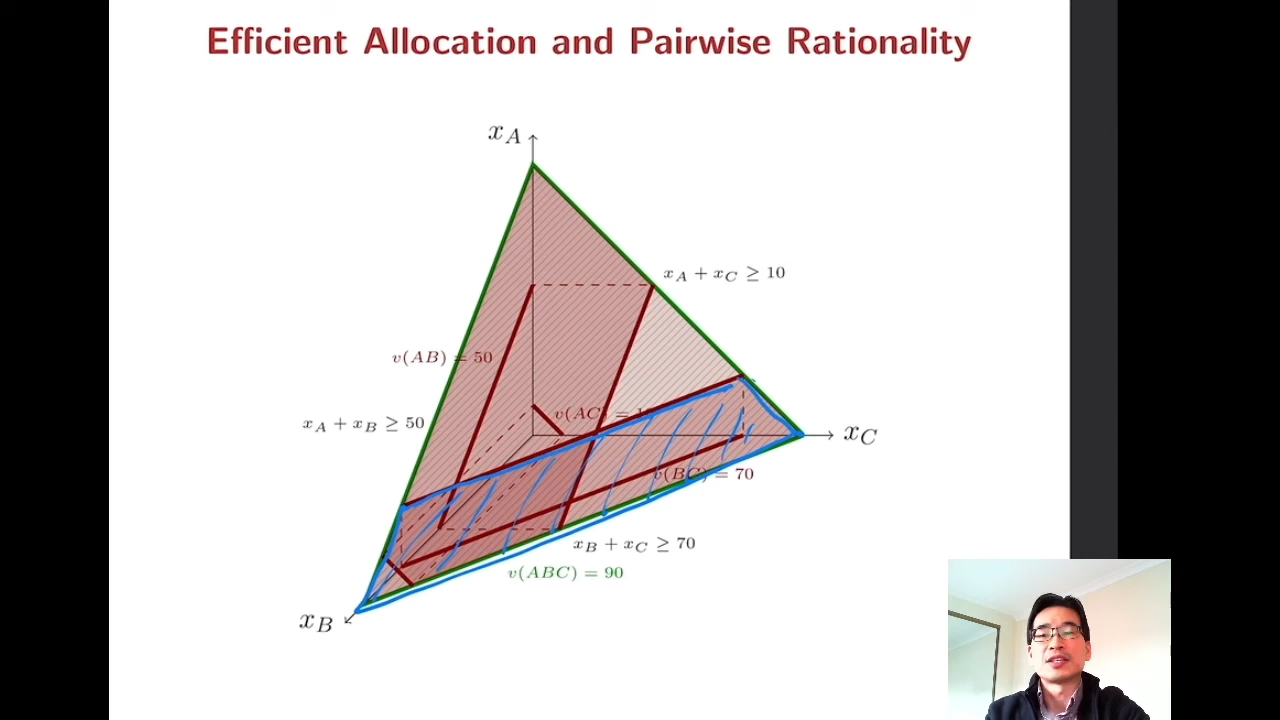 Efficient Allocation and Pairwise Rationality
x_A
x_A + x_C ≥ 10
v(AB) = 50
v(AC) =
x_A + x_B ≥ 50
x_C
v(BC) = 70
x_B + x_C ≥ 70
v(ABC) = 90
x_B